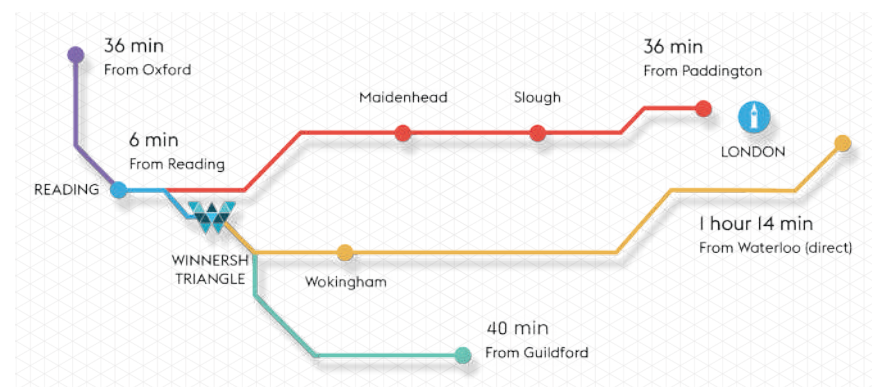 36 min
From Oxford
36 min
From Paddington
Maidenhead
Slough
6 min
From Reading
LONDON
READING
1 hour 14 min
From Waterloo (direct)
WINNERSH
TRIANGLE
Wokingham
40 min
From Guildford